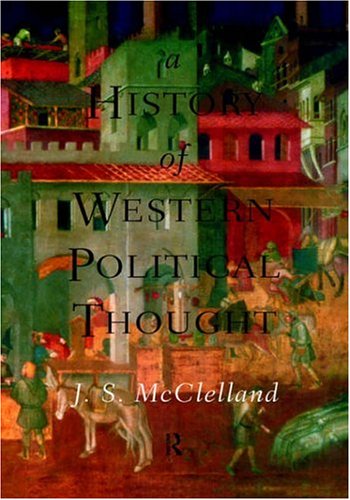 a
HISTORY
of
WESTERN
POLITICAL
THOUGHT
J. S. McClelland
R